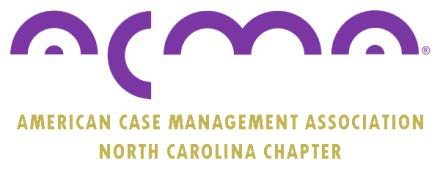 acma®
AMERICAN CASE MANAGEMENT ASSOCIATION
NORTH CAROLINA CHAPTER